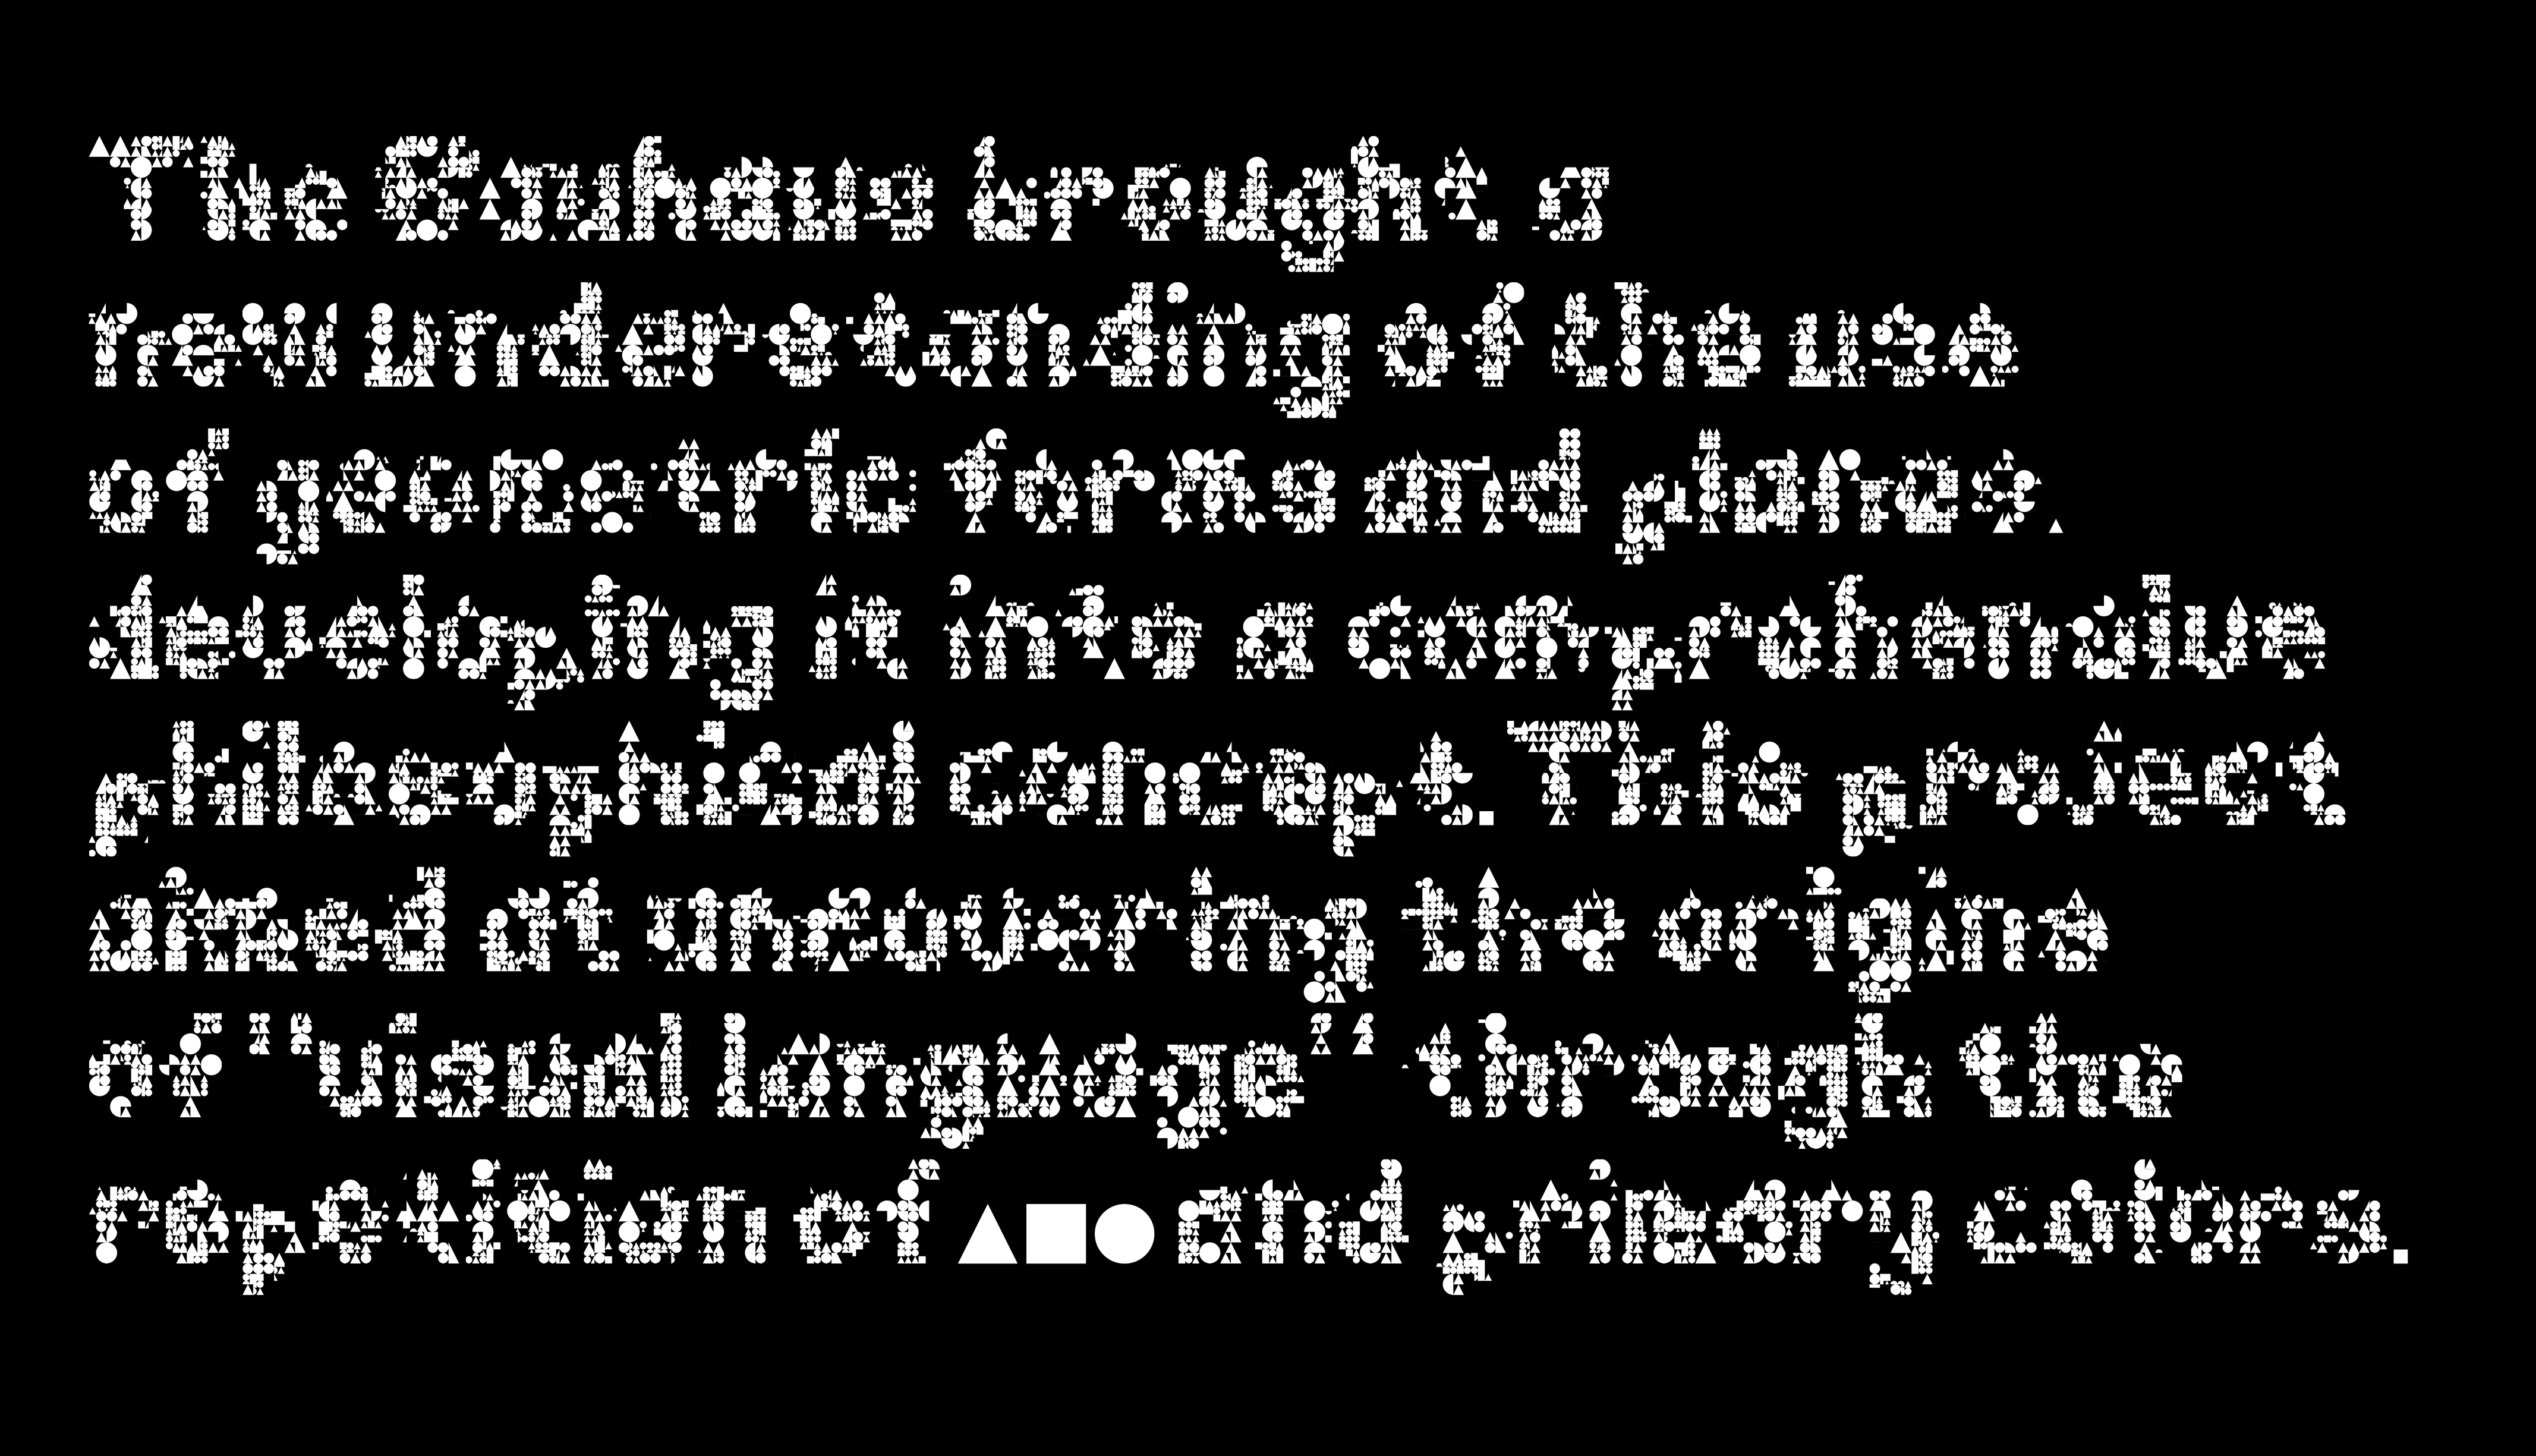 The Bauhaus brought a
new understanding of the use
of geometric forms and planes.
developing it into a comprehensive
philosophical concept. This project
aimed at uncovering the origins
of "visual language" through the
repetition of ▲■● and primary colors.